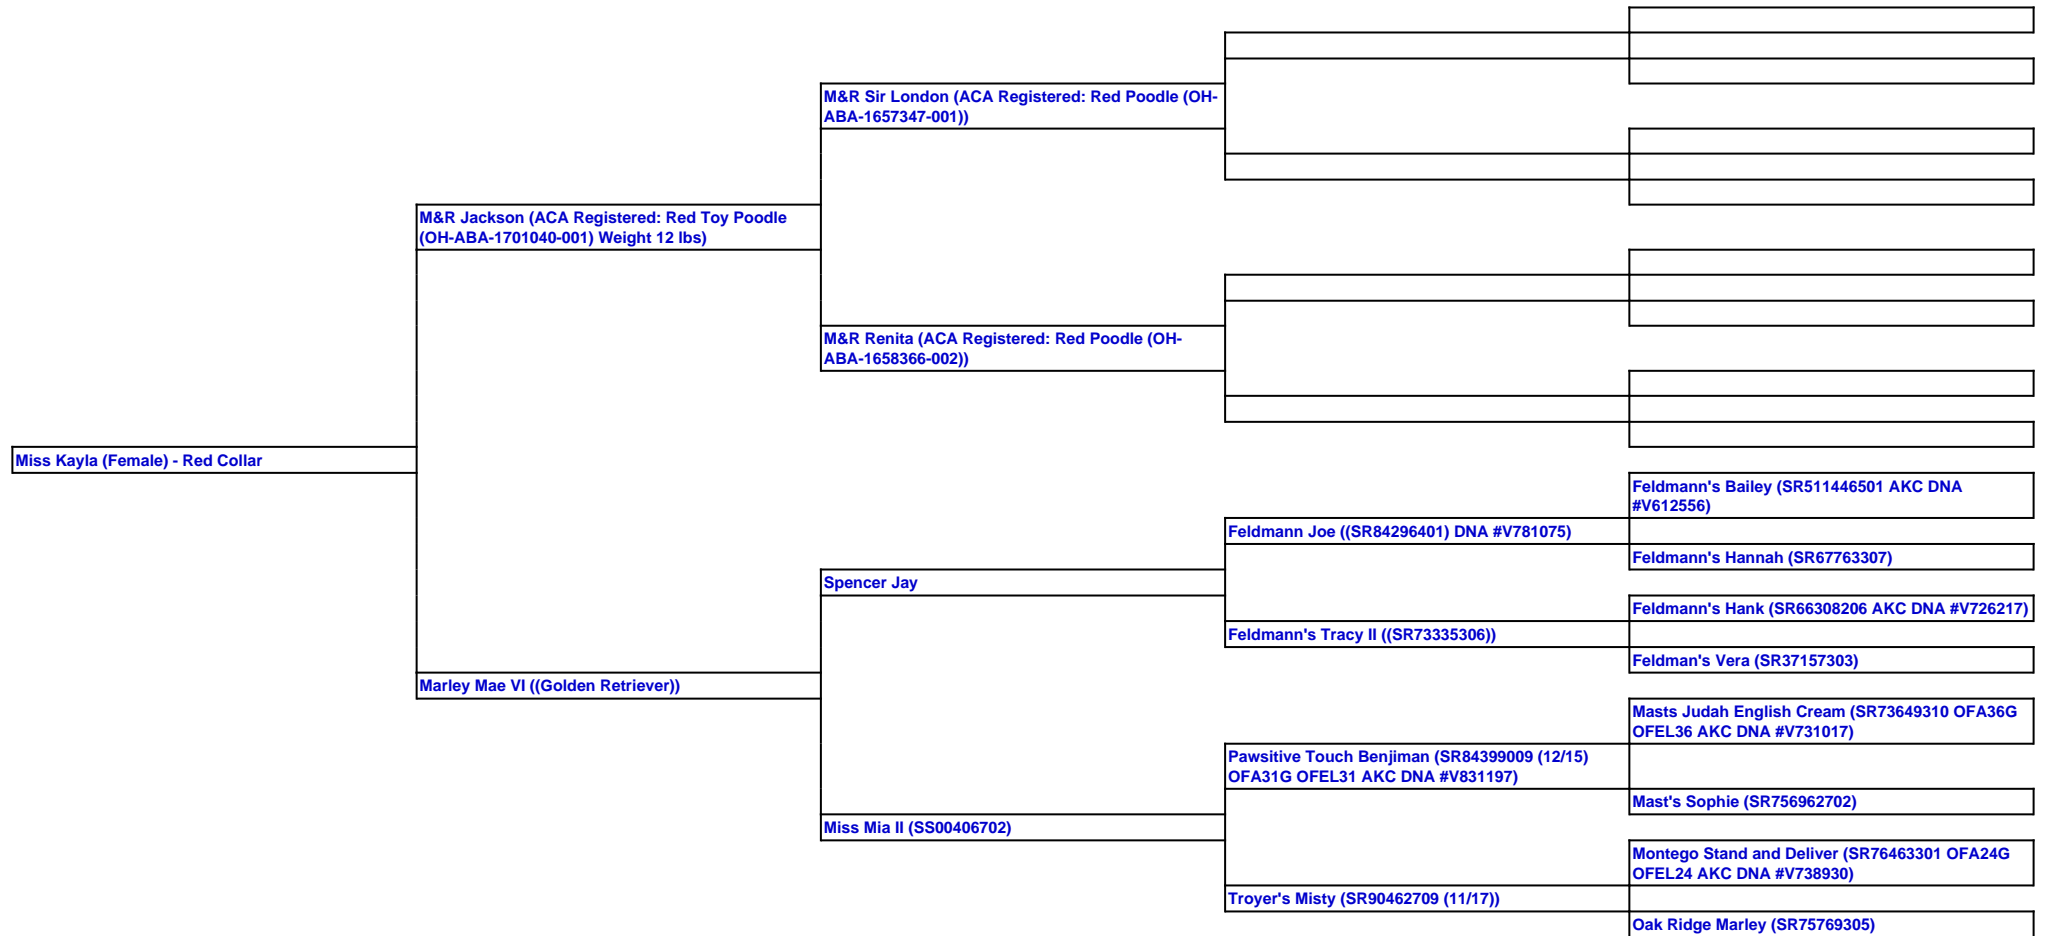 M&R Sir London (ACA Registered: Red Poodle (OH-
ABA-1657347-001))
M&R Jackson (ACA Registered: Red Toy Poodle
(OH-ABA-1701040-001) Weight 12 lbs)
M&R Renita (ACA Registered: Red Poodle (OH-
ABA-1658366-002))
Miss Kayla (Female) - Red Collar
Feldmann's Bailey (SR511446501 AKC DNA
#V612556)
Feldmann Joe ((SR84296401) DNA #V781075)
Feldmann's Hannah (SR67763307)
Spencer Jay
Feldmann's Hank (SR66308206 AKC DNA #V726217)
Feldmann's Tracy II ((SR73335306))
Feldman's Vera (SR37157303)
Marley Mae VI ((Golden Retriever))
Masts Judah English Cream (SR73649310 OFA36G
OFEL36 AKC DNA #V731017)
Pawsitive Touch Benjiman (SR84399009 (12/15)
OFA31G OFEL31 AKC DNA #V831197)
Mast's Sophie (SR756962702)
Miss Mia II (SS00406702)
Montego Stand and Deliver (SR76463301 OFA24G
OFEL24 AKC DNA #V738930)
Troyer's Misty (SR90462709 (11/17))
Oak Ridge Marley (SR75769305)